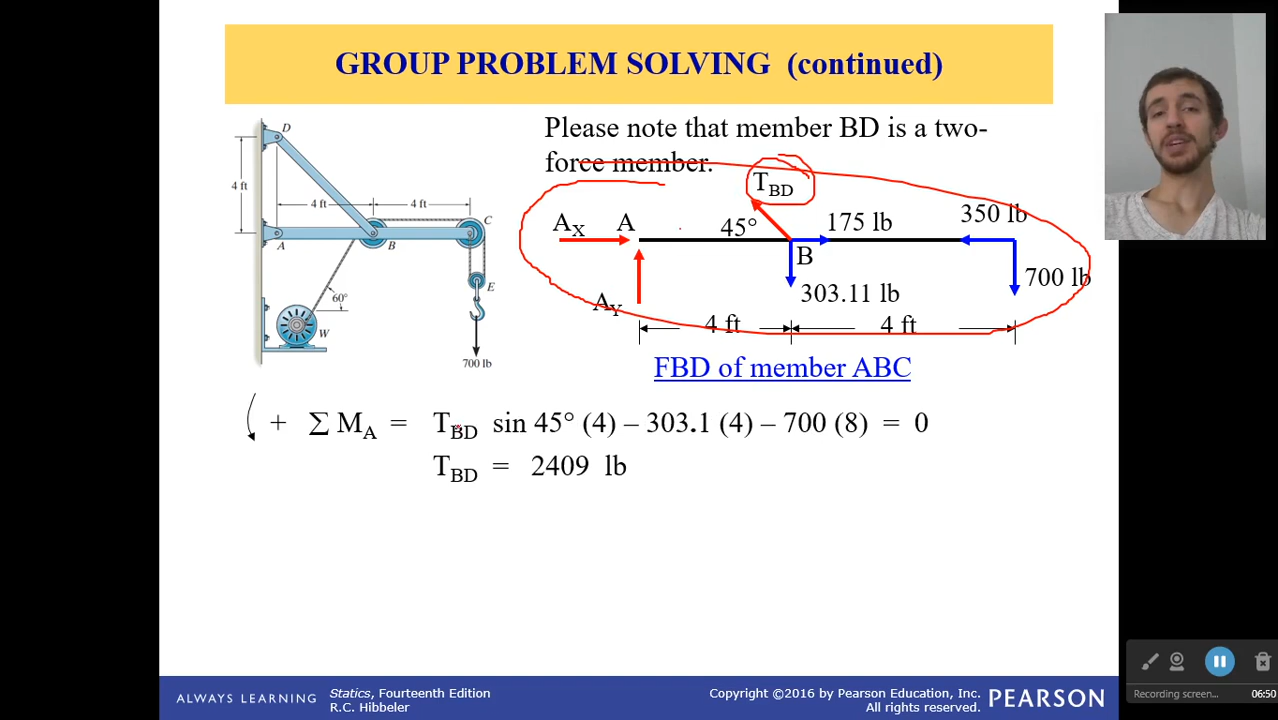 GROUP PROBLEM SOLVING (continued)
Please note that member BD is a two-
force member.
D
4 ft
4 ft
4 ft
A
B
C
E
60°
W
700 lb
T_BD
A_X
A
45°
175 lb
350 lb
B
700 lb
303.11 lb
A_Y
4 ft
4 ft
FBD of member ABC
+ ∑ M_A = T_BD sin 45° (4) – 303.1 (4) – 700 (8) = 0
T_BD = 2409 lb
ALWAYS LEARNING
Statics, Fourteenth Edition
R.C. Hibbeler
Copyright ©2016 by Pearson Education, Inc.
All rights reserved.
PEARSON
Recording screen...
06:50